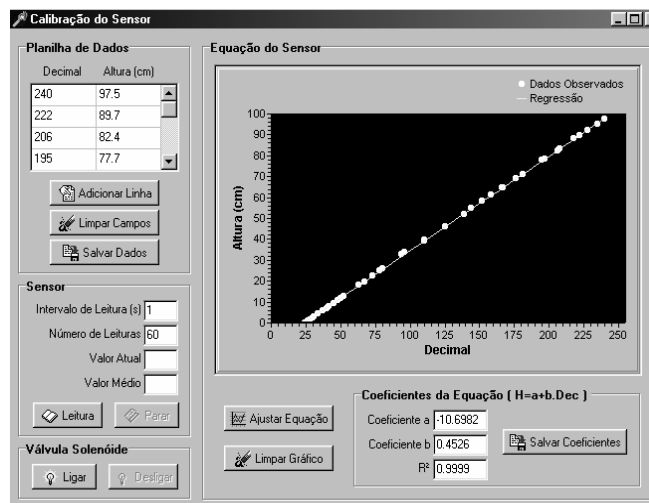 Calibração do Sensor
Planilha de Dados
Decimal Altura (cm)
240 97.5
222 89.7
206 82.4
195 77.7
Adicionar Linha
Limpar Campos
Salvar Dados
Sensor
Intervalo de Leitura (s) 1
Número de Leituras 60
Valor Atual
Valor Médio
Leitura Parar
Válvula Solenóide
Ligar Desligar
Equação do Sensor
Dados Observados
Regressão
100
90
80
70
60
50
40
30
20
10
0
Altura (cm)
0 25 50 75 100 125 150 175 200 225 250
Decimal
Ajustar Equação
Limpar Gráfico
Coeficientes da Equação ( H=a+b.Dec )
Coeficiente a -10.6982
Coeficiente b 0.4526
R² 0.9999
Salvar Coeficientes